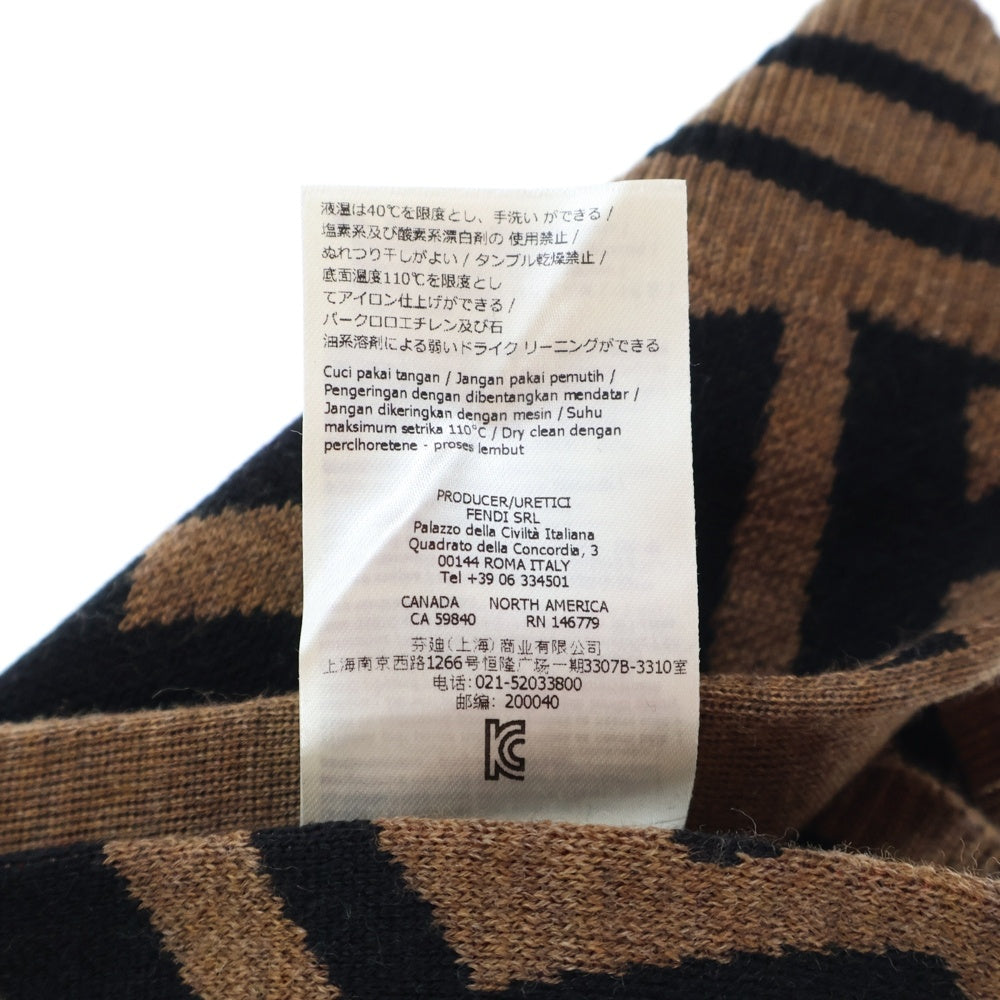 液温は40℃を限度とし、手洗い ができる /
塩素系及び酸素系漂白剤の 使用禁止 /
ぬれつり干しがよい / タンブル乾燥禁止 /
底面温度110℃を限度とし
てアイロン仕上げができる /
パークロロエチレン及び石
油系溶剤による弱いドライク リーニングができる
Cuci pakai tangan / Jangan pakai pemutih /
Pengeringan dengan dibentangkan mendatar /
Jangan dikeringkan dengan mesin / Suhu
maksimum setrika 110°C / Dry clean dengan
perclhoretene - proses lembut
PRODUCER/URETICI
FENDI SRL
Palazzo della Civiltà Italiana
Quadrato della Concordia, 3
00144 ROMA ITALY
Tel +39 06 334501
CANADA NORTH AMERICA
CA 59840 RN 146779
芬迪(上海)商业有限公司
上海南京西路1266号恒隆广场一期3307B-3310室
电话: 021-52033800
邮编: 200040
KC